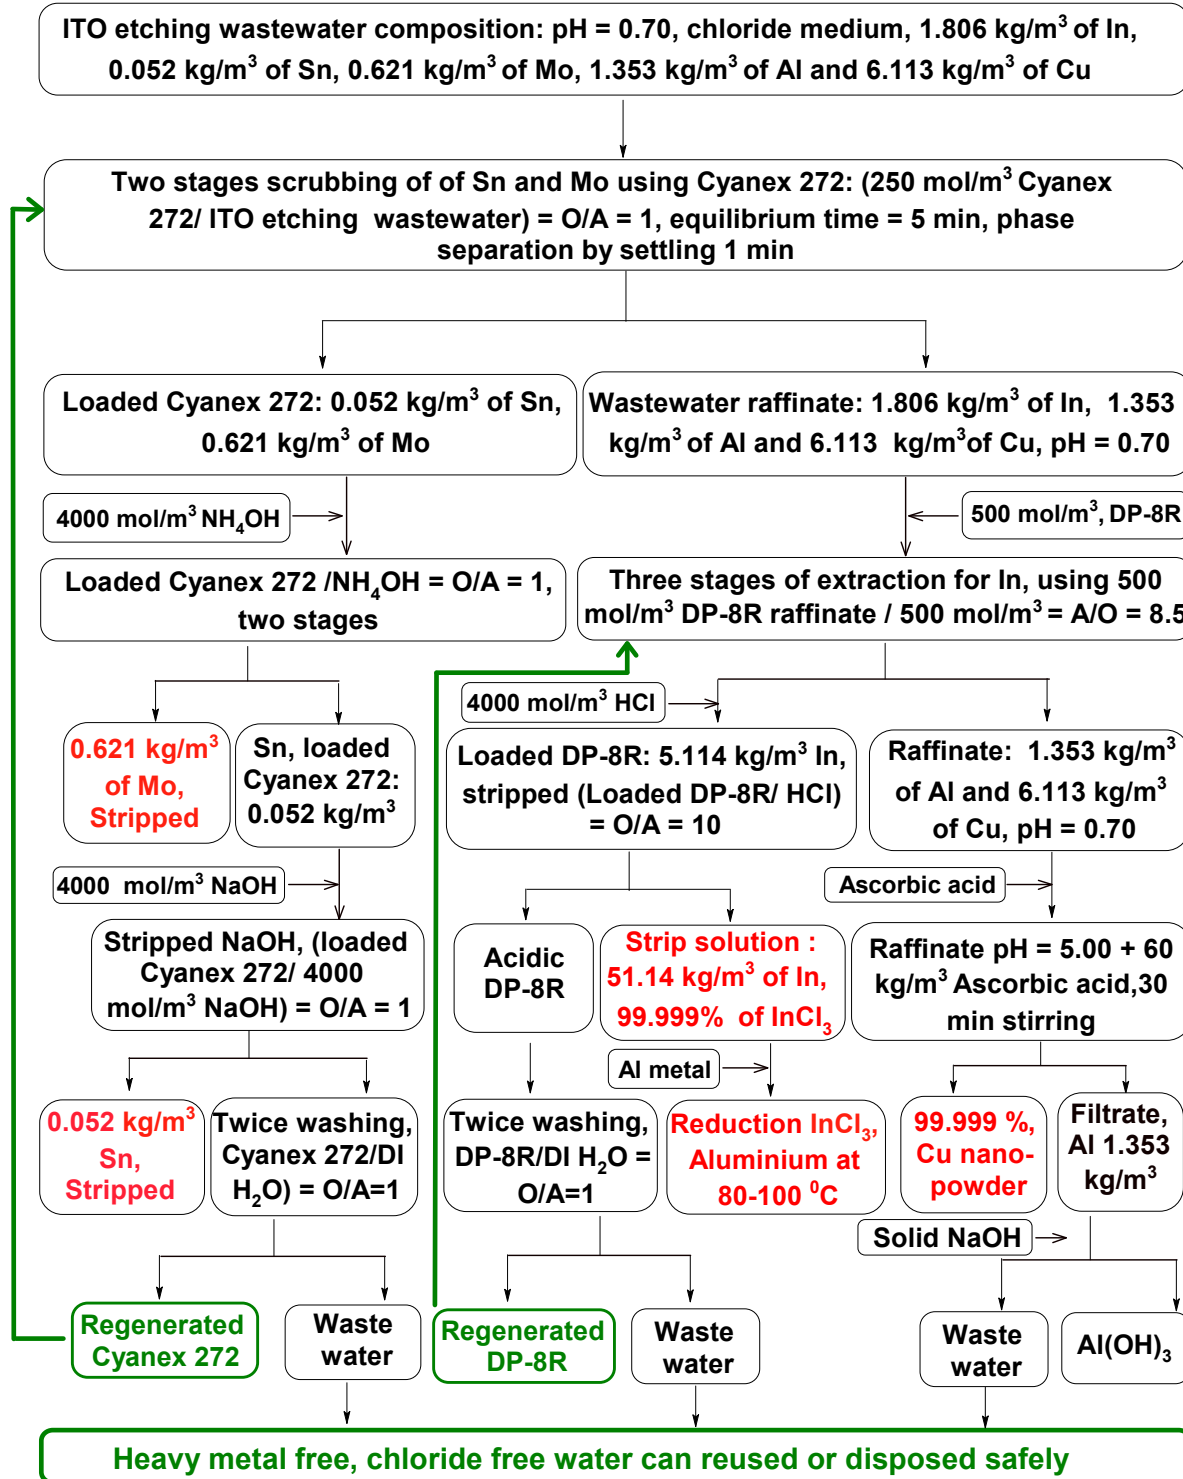 ITO etching wastewater composition: pH = 0.70, chloride medium, 1.806 kg/m³ of In,
0.052 kg/m³ of Sn, 0.621 kg/m³ of Mo, 1.353 kg/m³ of Al and 6.113 kg/m³ of Cu
Two stages scrubbing of of Sn and Mo using Cyanex 272: (250 mol/m³ Cyanex
272/ ITO etching wastewater) = O/A = 1, equilibrium time = 5 min, phase
separation by settling 1 min
Loaded Cyanex 272: 0.052 kg/m³ of Sn,
0.621 kg/m³ of Mo
Wastewater raffinate: 1.806 kg/m³ of In, 1.353
kg/m³ of Al and 6.113 kg/m³of Cu, pH = 0.70
4000 mol/m³ NH₄OH
500 mol/m³, DP-8R
Loaded Cyanex 272 /NH₄OH = O/A = 1,
two stages
Three stages of extraction for In, using 500
mol/m³ DP-8R raffinate / 500 mol/m³ = A/O = 8.5
4000 mol/m³ HCl
0.621 kg/m³
of Mo,
Stripped
Sn, loaded
Cyanex 272:
0.052 kg/m³
Loaded DP-8R: 5.114 kg/m³ In,
stripped (Loaded DP-8R/ HCl)
= O/A = 10
Raffinate: 1.353 kg/m³
of Al and 6.113 kg/m³
of Cu, pH = 0.70
4000 mol/m³ NaOH
Ascorbic acid
Stripped NaOH, (loaded
Cyanex 272/ 4000
mol/m³ NaOH) = O/A = 1
Acidic
DP-8R
Strip solution :
51.14 kg/m³ of In,
99.999% of InCl₃
Raffinate pH = 5.00 + 60
kg/m³ Ascorbic acid,30
min stirring
Al metal
0.052 kg/m³
Sn,
Stripped
Twice washing,
Cyanex 272/DI
H₂O) = O/A=1
Twice washing,
DP-8R/DI H₂O =
O/A=1
Reduction InCl₃,
Aluminium at
80-100 ⁰C
99.999 %,
Cu nano-
powder
Filtrate,
Al 1.353
kg/m³
Solid NaOH
Regenerated
Cyanex 272
Waste
water
Regenerated
DP-8R
Waste
water
Waste
water
Al(OH)₃
Heavy metal free, chloride free water can reused or disposed safely